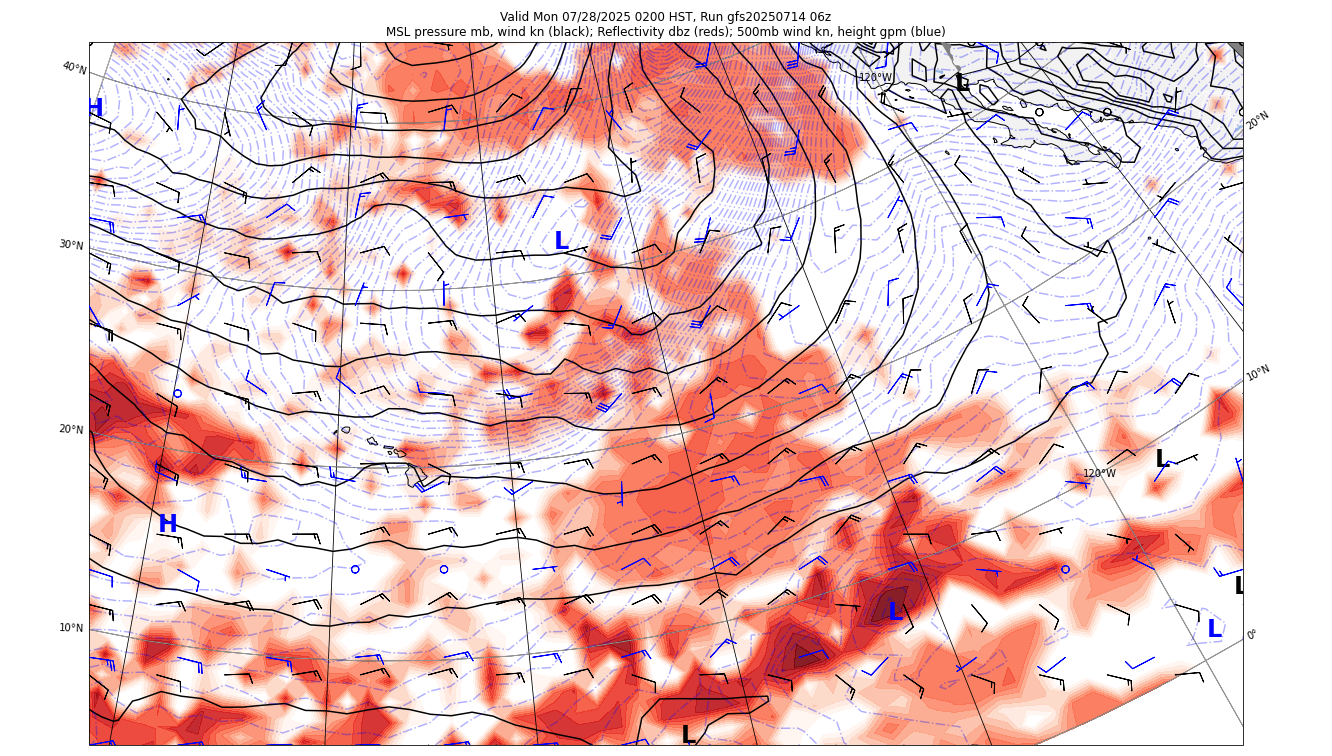 Valid Mon 07/28/2025 0200 HST, Run gfs20250714 06z
MSL pressure mb, wind kn (black); Reflectivity dbz (reds); 500mb wind kn, height gpm (blue)
40°N
120°W
L
H
20°N
30°N
L
10°N
20°N
L
120°W
H
L
L
10°N
L
0°
L